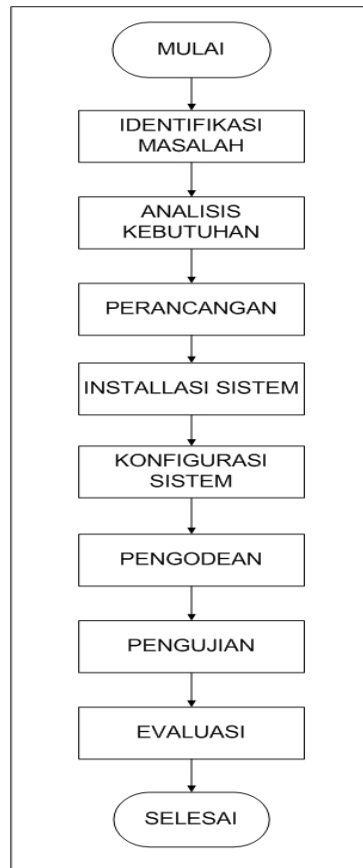 MULAI
IDENTIFIKASI
MASALAH
ANALISIS
KEBUTUHAN
PERANCANGAN
INSTALLASI SISTEM
KONFIGURASI
SISTEM
PENGODEAN
PENGUJIAN
EVALUASI
SELESAI